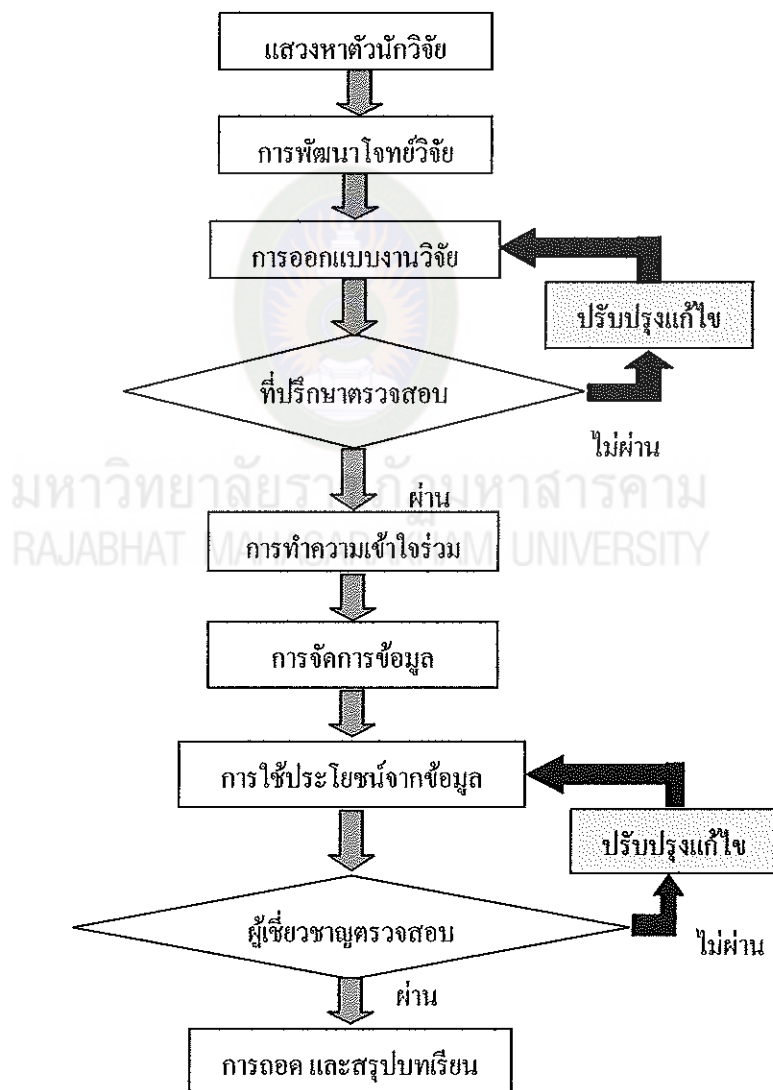 แสวงหาตัวนักวิจัย
การพัฒนาโจทย์วิจัย
การออกแบบงานวิจัย
ปรับปรุงแก้ไข
ที่ปรึกษาตรวจสอบ
ไม่ผ่าน
ผ่าน
มหาวิทยาลัยราชภัฏมหาสารคาม
RAJABHAT MAHASARAKHAM UNIVERSITY
การทำความเข้าใจร่วม
การจัดการข้อมูล
การใช้ประโยชน์จากข้อมูล
ปรับปรุงแก้ไข
ผู้เชี่ยวชาญตรวจสอบ
ไม่ผ่าน
ผ่าน
การถอด และสรุปบทเรียน